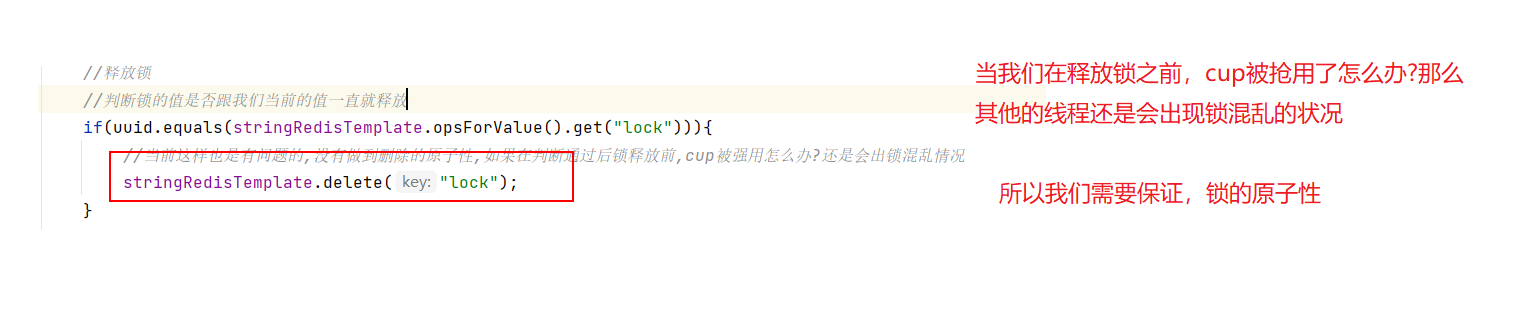 //释放锁
当我们在释放锁之前，cup被抢用了怎么办?那么
//判断锁的值是否跟我们当前的值一直就释放
其他的线程还是会出现锁混乱的状况
if(uuid.equals(stringRedisTemplate.opsForValue().get("lock"))){
//当前这样也是有问题的,没有做到删除的原子性,如果在判断通过后锁释放前,cup被强用怎么办?还是会出锁混乱情况
stringRedisTemplate.delete( key: "lock");
所以我们需要保证，锁的原子性
}